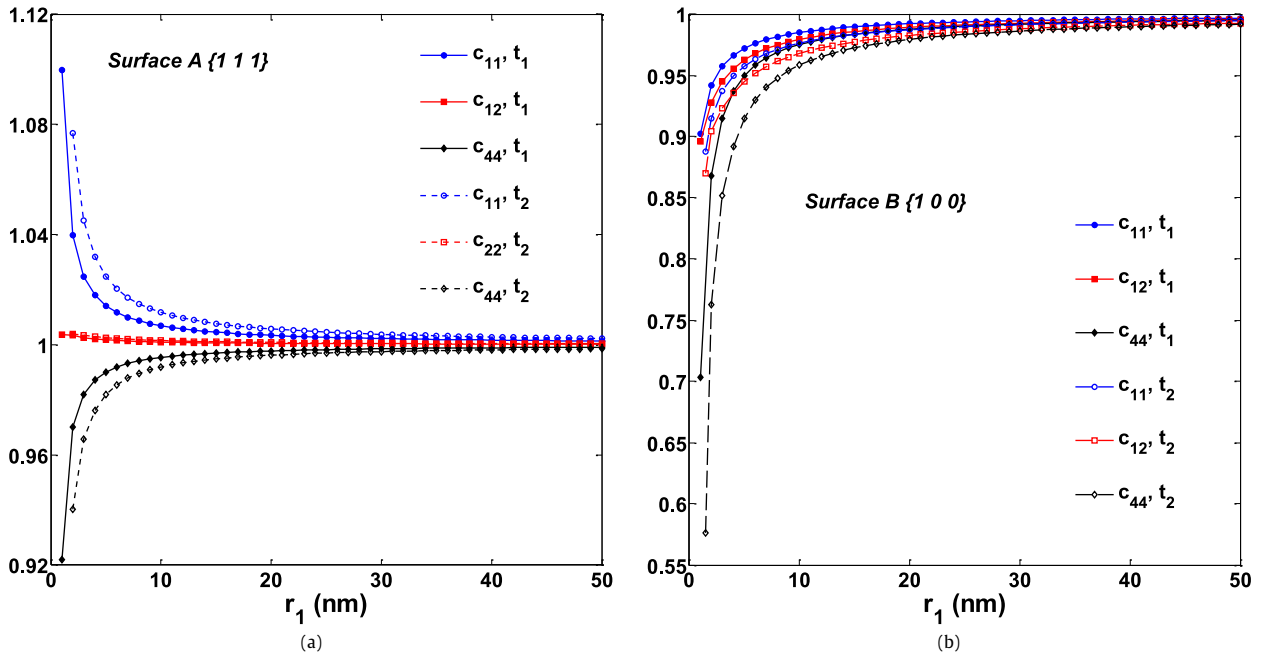 1.12
1.08
1.04
1
0.96
0.92
Surface A {1 1 1}
c11, t1
c12, t1
c44, t1
c11, t2
c22, t2
c44, t2
0 10 20 30 40 50
r1 (nm)
(a)
1
0.95
0.9
0.85
0.8
0.75
0.7
0.65
0.6
0.55
Surface B {1 0 0}
c11, t1
c12, t1
c44, t1
c11, t2
c12, t2
c44, t2
0 10 20 30 40 50
r1 (nm)
(b)